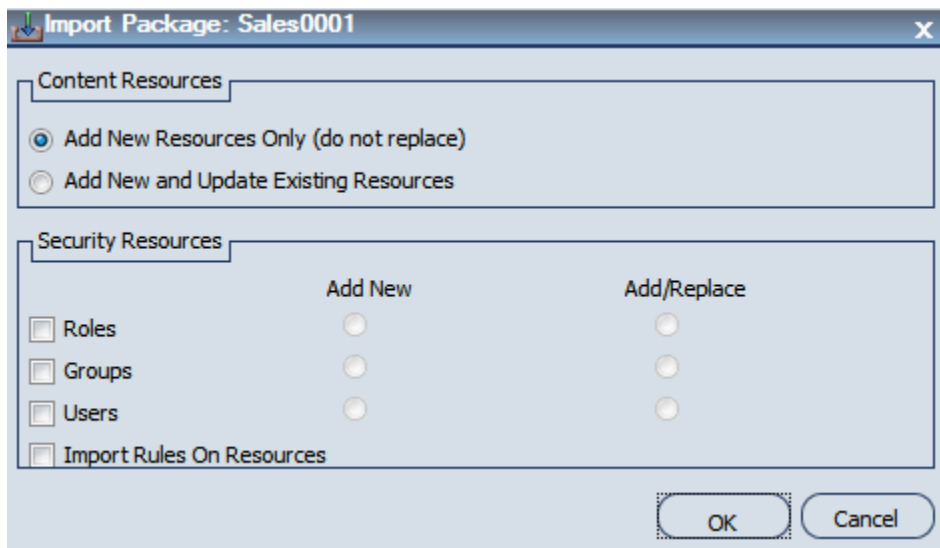 Import Package: Sales0001
x
Content Resources
Add New Resources Only (do not replace)
Add New and Update Existing Resources
Security Resources
Add New Add/Replace
Roles
Groups
Users
Import Rules On Resources
OK Cancel